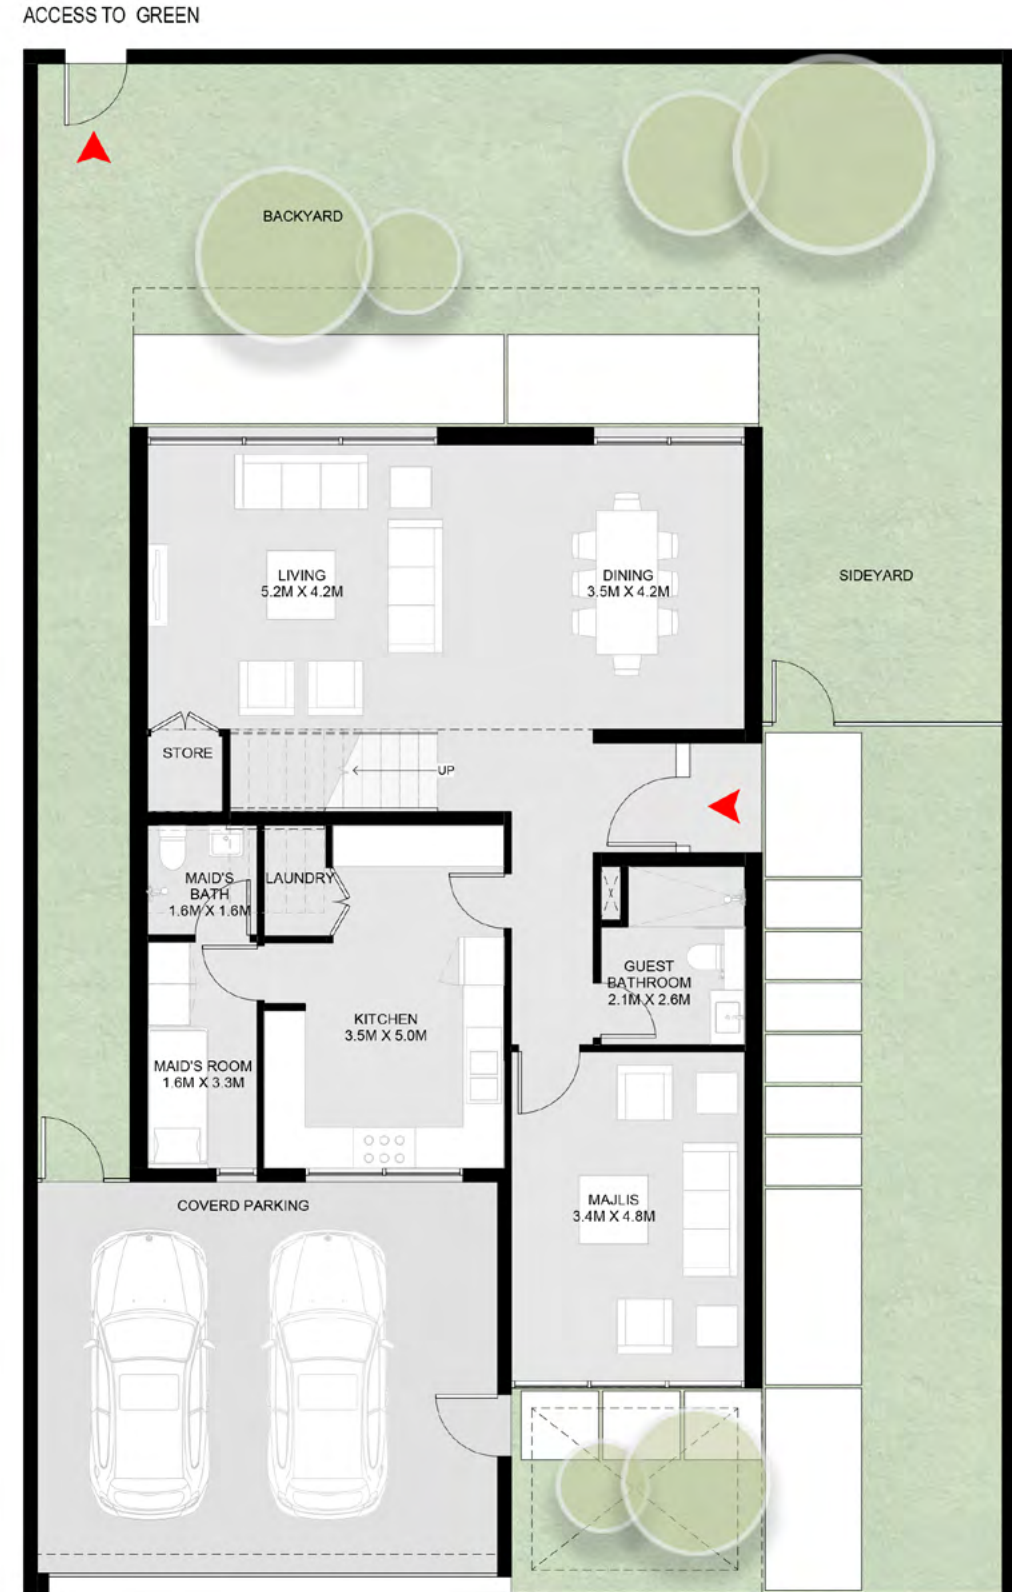 ACCESS TO GREEN
BACKYARD
LIVING
5.2M X 4.2M
DINING
3.5M X 4.2M
SIDEYARD
STORE
UP
MAID'S
BATH
1.6M X 1.6M
LAUNDRY
GUEST
BATHROOM
2.1M X 2.6M
KITCHEN
3.5M X 5.0M
MAID'S ROOM
1.6M X 3.3M
MAJLIS
3.4M X 4.8M
COVERD PARKING